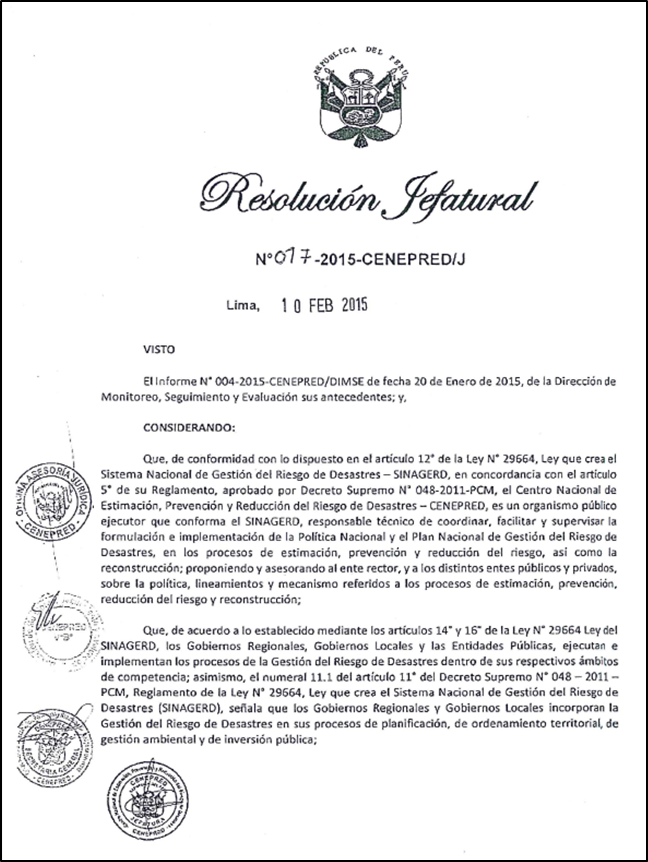 REPÚBLICA DEL PERÚ
Resolución Jefatural
N°017-2015-CENEPRED/J
Lima, 10 FEB 2015
VISTO
El Informe N° 004-2015-CENEPRED/DIMSE de fecha 20 de Enero de 2015, de la Dirección de
Monitoreo, Seguimiento y Evaluación sus antecedentes; y,
CONSIDERANDO:
Que, de conformidad con lo dispuesto en el artículo 12° de la Ley N° 29664, Ley que crea el
Sistema Nacional de Gestión del Riesgo de Desastres – SINAGERD, en concordancia con el artículo
5° de su Reglamento, aprobado por Decreto Supremo N° 048-2011-PCM, el Centro Nacional de
Estimación, Prevención y Reducción del Riesgo de Desastres – CENEPRED, es un organismo público
ejecutor que conforma el SINAGERD, responsable técnico de coordinar, facilitar y supervisar la
formulación e implementación de la Política Nacional y el Plan Nacional de Gestión del Riesgo de
Desastres, en los procesos de estimación, prevención y reducción del riesgo, así como la
reconstrucción; proponiendo y asesorando al ente rector, y a los distintos entes públicos y privados,
sobre la política, lineamientos y mecanismo referidos a los procesos de estimación, prevención,
reducción del riesgo y reconstrucción;
Que, de acuerdo a lo establecido mediante los artículos 14° y 16° de la Ley N° 29664 Ley del
SINAGERD, los Gobiernos Regionales, Gobiernos Locales y las Entidades Públicas, ejecutan e
implementan los procesos de la Gestión del Riesgo de Desastres dentro de sus respectivos ámbitos
de competencia; asimismo, el numeral 11.1 del artículo 11° del Decreto Supremo N° 048 – 2011 –
PCM, Reglamento de la Ley N° 29664, Ley que crea el Sistema Nacional de Gestión del Riesgo de
Desastres (SINAGERD), señala que los Gobiernos Regionales y Gobiernos Locales incorporan la
Gestión del Riesgo de Desastres en sus procesos de planificación, de ordenamiento territorial, de
gestión ambiental y de inversión pública;
OFICINA ASESORÍA JURÍDICA
- CENEPRED -
CENEPRED
V°B°
SECRETARÍA GENERAL
- CENEPRED -
CENEPRED
JEFATURA
- CENEPRED -